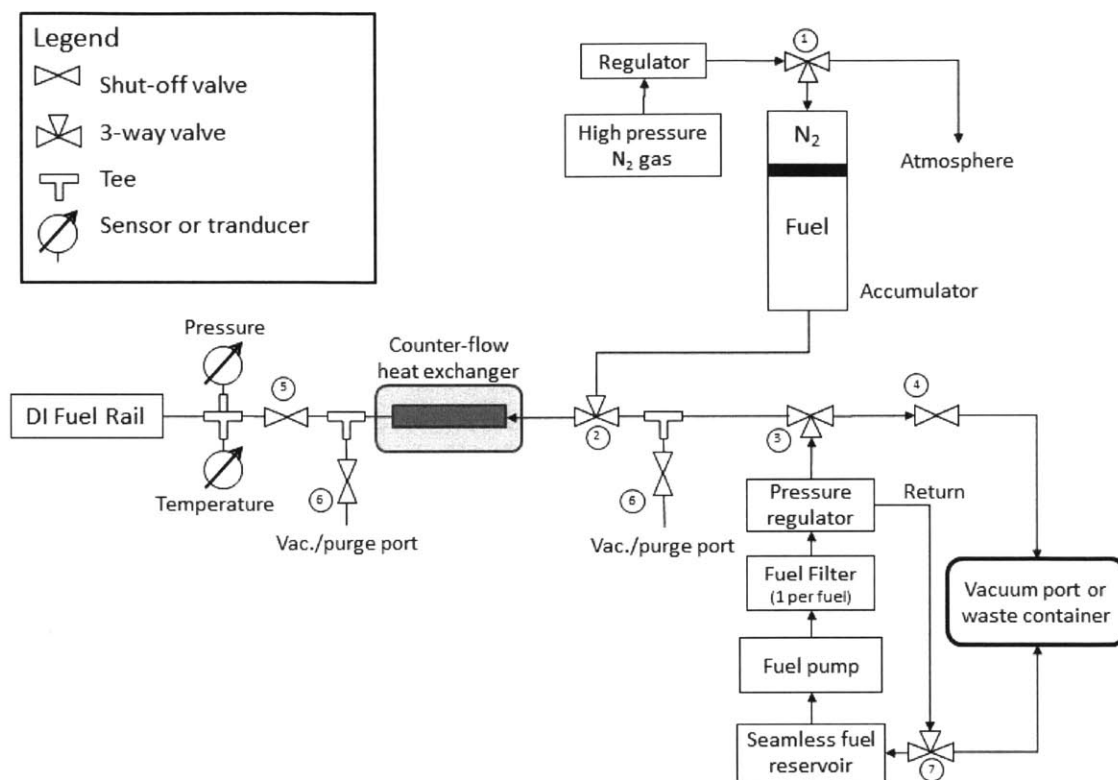 Legend
Shut-off valve
3-way valve
Tee
Sensor or tranducer
1
Regulator
High pressure
N₂ gas
N₂
Fuel
Atmosphere
Accumulator
Pressure
Counter-flow
heat exchanger
5
4
DI Fuel Rail
2
3
Temperature
6
6
Vac./purge port
Vac./purge port
Pressure
regulator
Return
Fuel Filter
(1 per fuel)
Vacuum port or
waste container
Fuel pump
Seamless fuel
reservoir
7